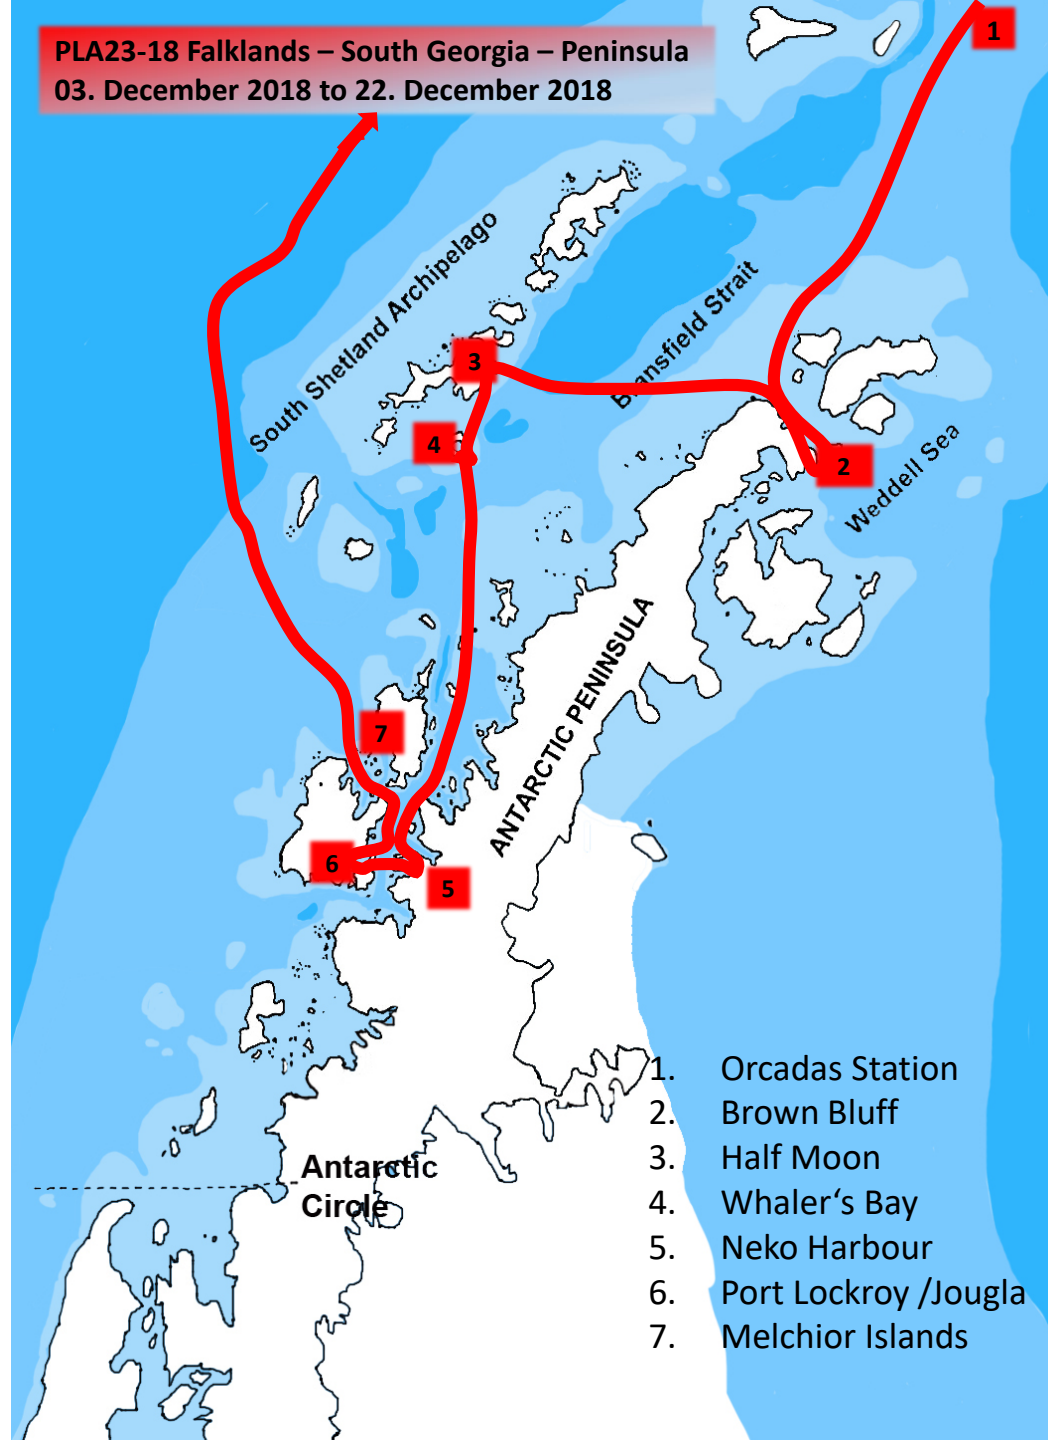 PLA23-18 Falklands – South Georgia – Peninsula
03. December 2018 to 22. December 2018
1
South Shetland Archipelago
Bransfield Strait
3
4
2
Weddell Sea
ANTARCTIC PENINSULA
7
6
5
Antarctic
Circle
1. Orcadas Station
2. Brown Bluff
3. Half Moon
4. Whaler‘s Bay
5. Neko Harbour
6. Port Lockroy /Jougla
7. Melchior Islands